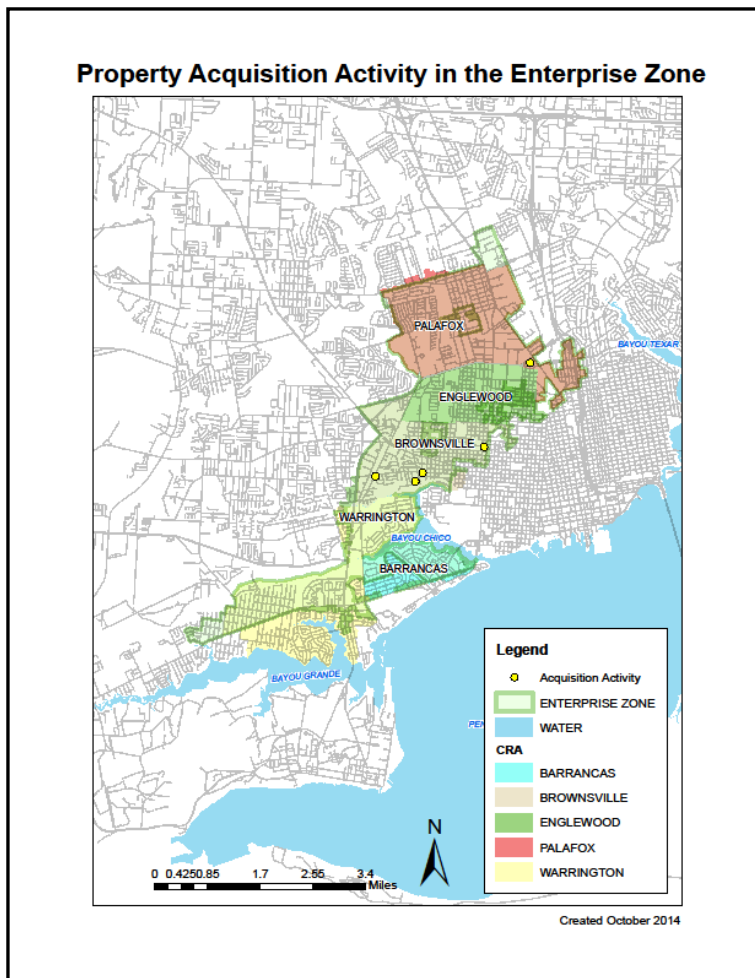 Property Acquisition Activity in the Enterprise Zone
PALAFOX
BAYOU TEXAR
ENGLEWOOD
BROWNSVILLE
WARRINGTON
BAYOU CHICO
BARRANCAS
BAYOU GRANDE
Legend
Acquisition Activity
ENTERPRISE ZONE
WATER
CRA
BARRANCAS
BROWNSVILLE
ENGLEWOOD
PALAFOX
WARRINGTON
N
0 0.4250.85 1.7 2.55 3.4
Miles
Created October 2014